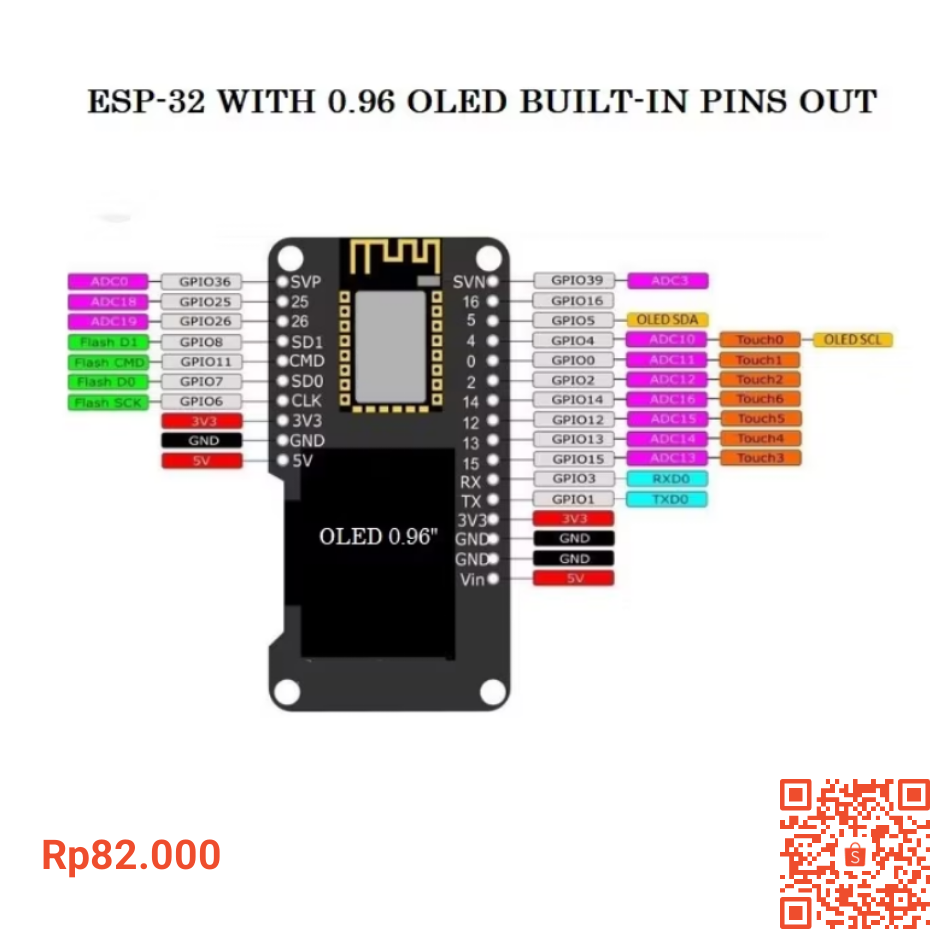 ESP-32 WITH 0.96 OLED BUILT-IN PINS OUT
ADC0 GPIO36 SVP SVN GPIO39 ADC3
ADC18 GPIO25 25 16 GPIO16
ADC19 GPIO26 26 5 GPIO5 OLED SDA
Flash D1 GPIO8 SD1 4 GPIO4 ADC10 Touch0 OLED SCL
Flash CMD GPIO11 CMD 0 GPIO0 ADC11 Touch1
Flash D0 GPIO7 SD0 2 GPIO2 ADC12 Touch2
Flash SCK GPIO6 CLK 14 GPIO14 ADC16 Touch6
3V3 3V3 12 GPIO12 ADC15 Touch5
GND GND 13 GPIO13 ADC14 Touch4
5V 5V 15 GPIO15 ADC13 Touch3
RX GPIO3 RXD0
TX GPIO1 TXD0
3V3 3V3
OLED 0.96"
GND GND
GND GND
Vin 5V
Rp82.000
S